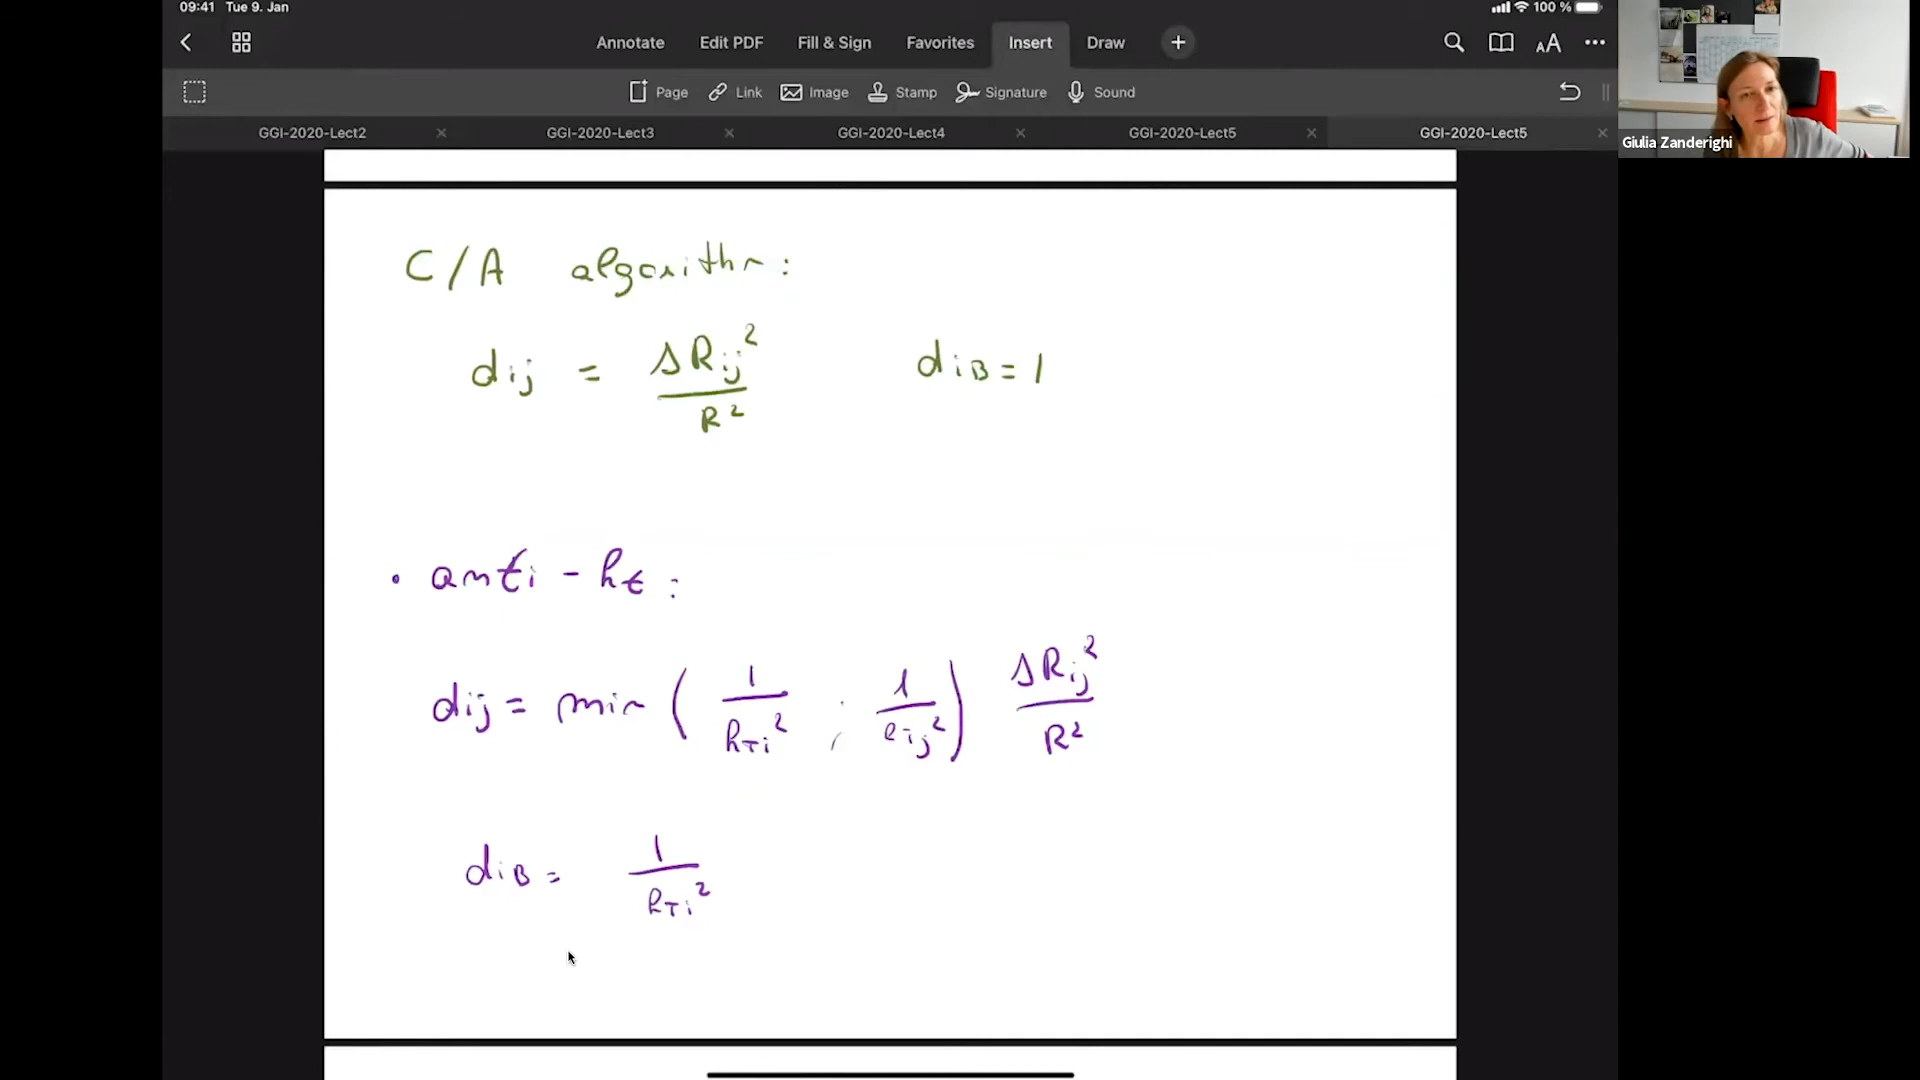 09:41 Tue 9. Jan 100 %
Annotate Edit PDF Fill & Sign Favorites Insert Draw
AA
Page Link Image Stamp Signature Sound
GGI-2020-Lect2 GGI-2020-Lect3 GGI-2020-Lect4 GGI-2020-Lect5 GGI-2020-Lect5
Giulia Zanderighi
C/A algorithm:
dij = ΔRij² / R² diB = 1
• anti - kt :
dij = min ( 1 / kTi² ; 1 / kTj² ) ΔRij² / R²
diB = 1 / kTi²